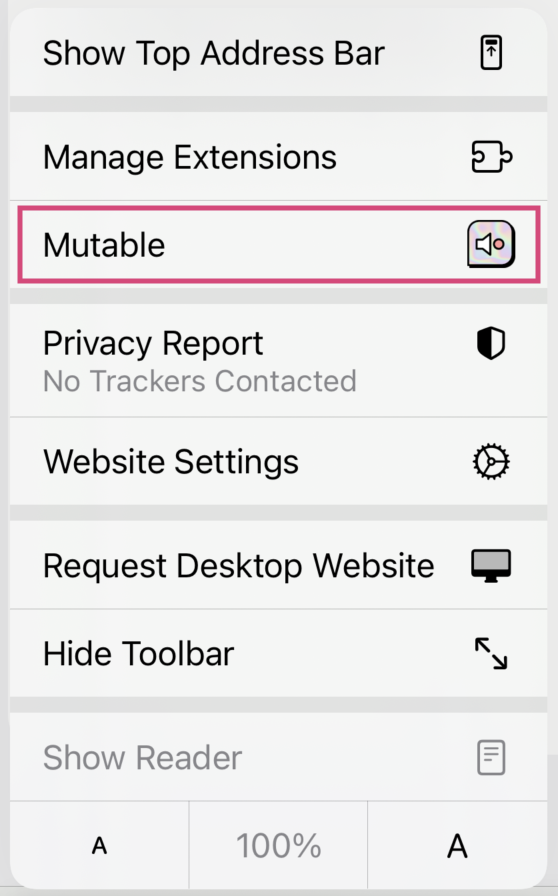 Show Top Address Bar
Manage Extensions
Mutable
Privacy Report
No Trackers Contacted
Website Settings
Request Desktop Website
Hide Toolbar
Show Reader
A 100% A